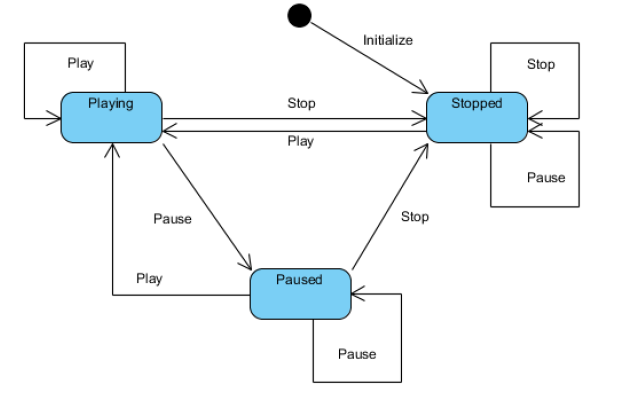 Initialize
Play
Stop
Playing
Stop
Stopped
Play
Pause
Pause
Stop
Play
Paused
Pause